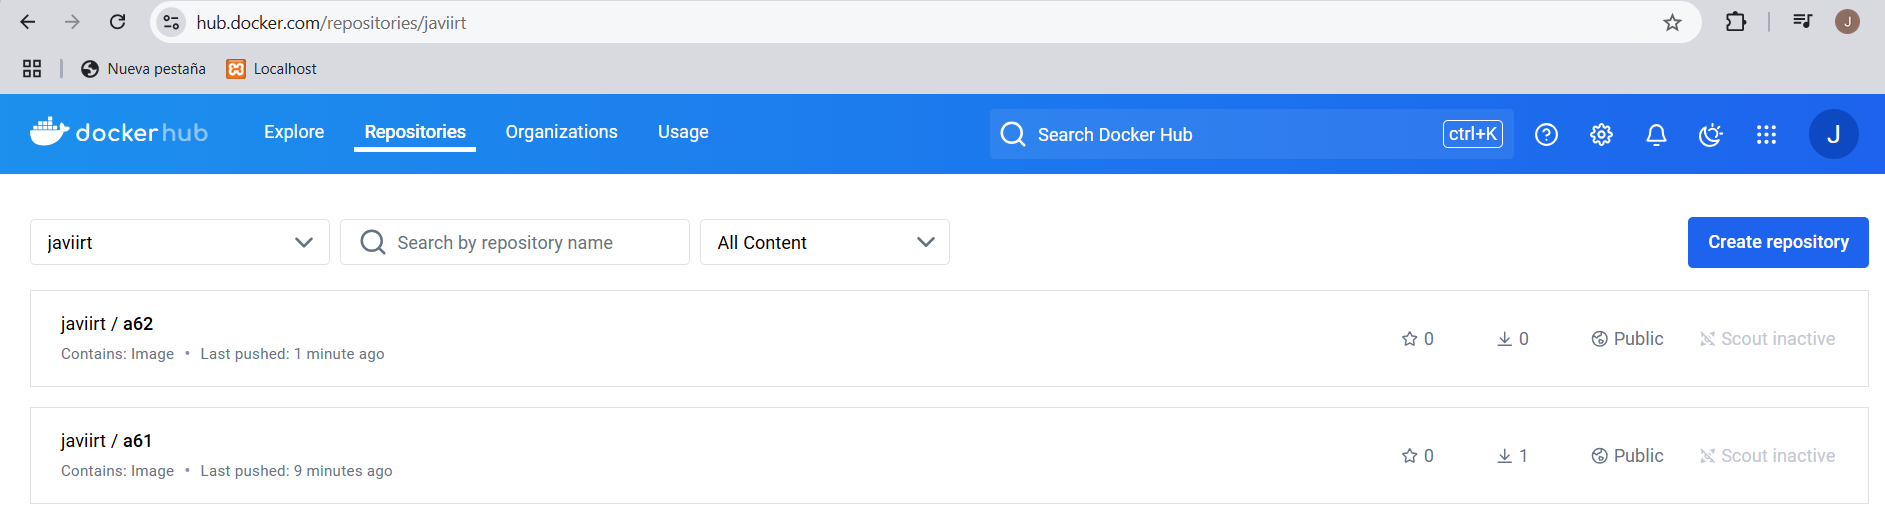 hub.docker.com/repositories/javiirt
J
Nueva pestaña
Localhost
dockerhub
Explore
Repositories
Organizations
Usage
Search Docker Hub
ctrl+K
J
javiirt
Search by repository name
All Content
Create repository
javiirt / a62
Contains: Image • Last pushed: 1 minute ago
0
0
Public
Scout inactive
javiirt / a61
Contains: Image • Last pushed: 9 minutes ago
0
1
Public
Scout inactive